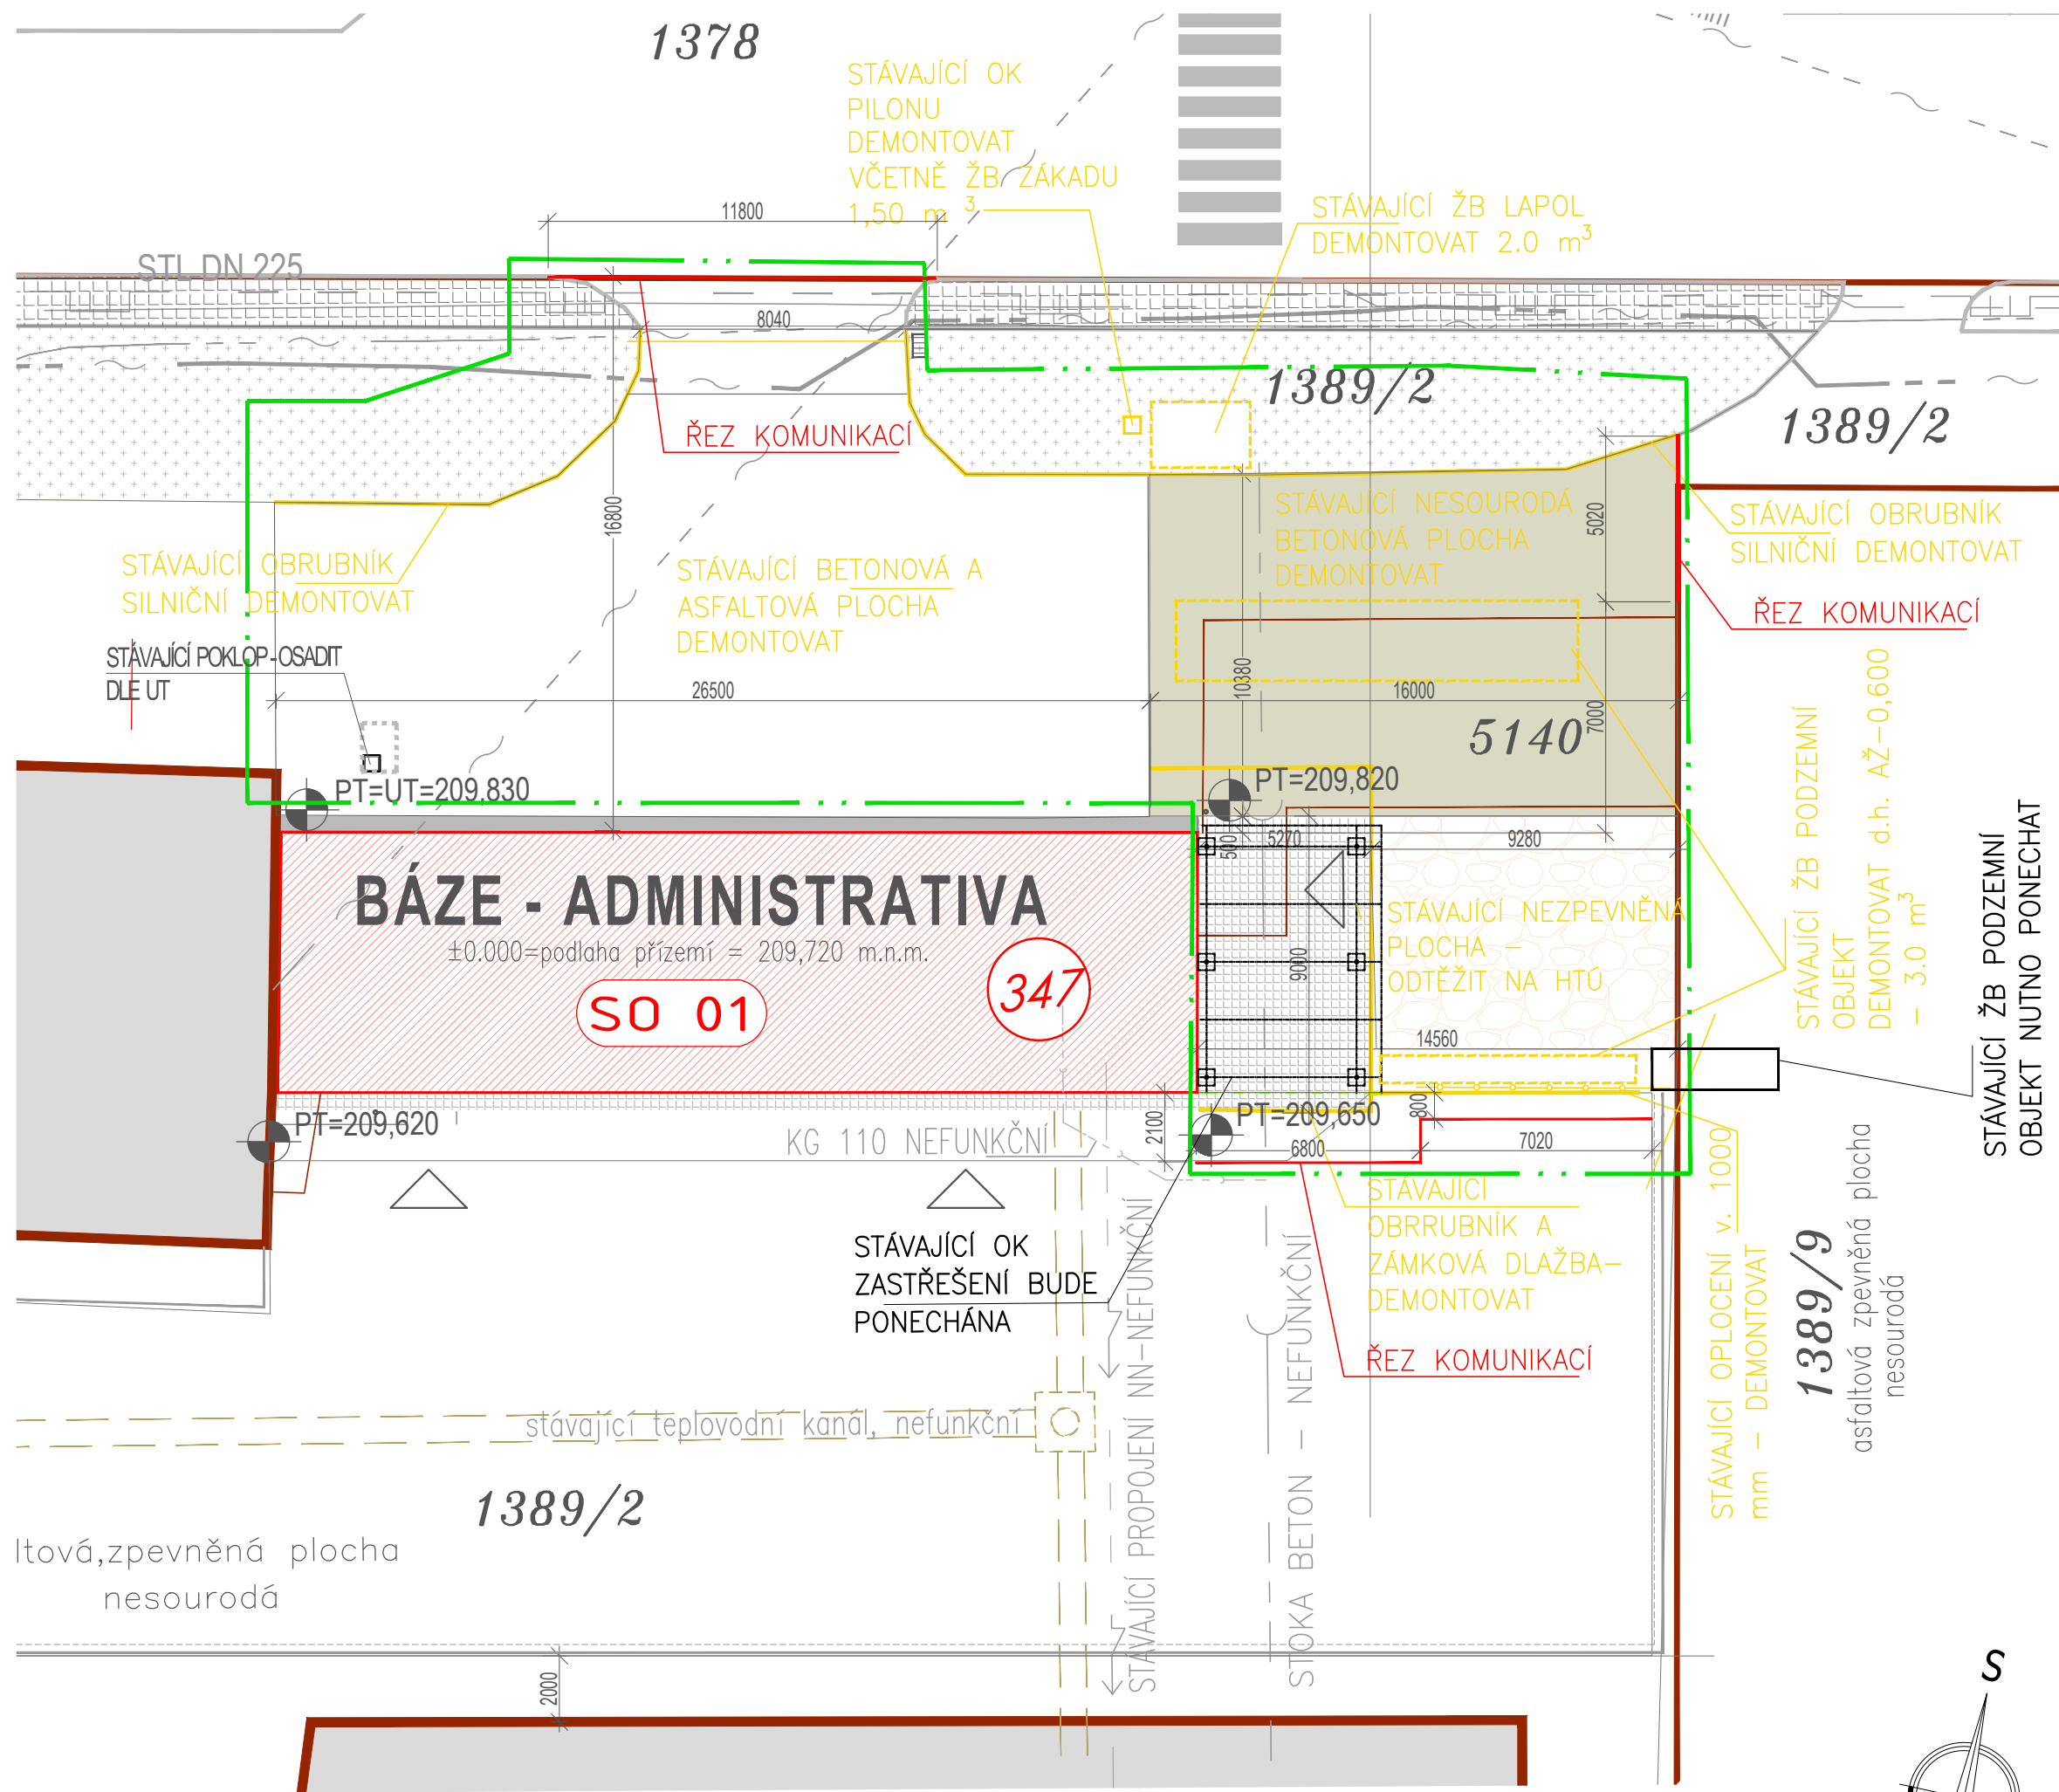 1378
STÁVAJÍCÍ OK
PILONU
DEMONTOVAT
VČETNĚ ŽB ZÁKADU
1,50 m³
STÁVAJÍCÍ ŽB LAPOL
DEMONTOVAT 2.0 m³
11800
STL DN 225
8040
1389/2
1389/2
ŘEZ KOMUNIKACÍ
16800
STÁVAJÍCÍ NESOURODÁ
BETONOVÁ PLOCHA
DEMONTOVAT
5020
STÁVAJÍCÍ OBRUBNÍK
SILNIČNÍ DEMONTOVAT
STÁVAJÍCÍ OBRUBNÍK
SILNIČNÍ DEMONTOVAT
STÁVAJÍCÍ BETONOVÁ A
ASFALTOVÁ PLOCHA
DEMONTOVAT
ŘEZ KOMUNIKACÍ
STÁVAJÍCÍ POKLOP-OSADIT
DLE UT
26500
10380
16000
7000
5140
STÁVAJÍCÍ ŽB PODZEMNÍ
OBJEKT
DEMONTOVAT d.h. AŽ-0,600
- 3.0 m³
STÁVAJÍCÍ ŽB PODZEMNÍ
OBJEKT NUTNO PONECHAT
PT=UT=209,830
PT=209,820
500
5270
9280
BÁZE - ADMINISTRATIVA
±0.000=podlaha přízemí = 209,720 m.n.m.
SO 01
347
9000
STÁVAJÍCÍ NEZPEVNĚNÁ
PLOCHA –
ODTĚŽIT NA HTÚ
14560
PT=209,620
KG 110 NEFUNKČNÍ
2100
PT=209,650
800
6800
7020
STÁVAJÍCÍ
OBRRUBNÍK A
ZÁMKOVÁ DLAŽBA–
DEMONTOVAT
STÁVAJÍCÍ OK
ZASTŘEŠENÍ BUDE
PONECHÁNA
STÁVAJÍCÍ PROPOJENÍ NN-NEFUNKČNÍ
STOKA BETON - NEFUNKČNÍ
ŘEZ KOMUNIKACÍ
STÁVAJÍCÍ OPLOCENÍ v. 1000
mm - DEMONTOVAT
1389/9
asfaltová zpevněná plocha
nesourodá
stávající teplovodní kanál, nefunkční
1389/2
ltová,zpevněná plocha
nesourodá
2000
S